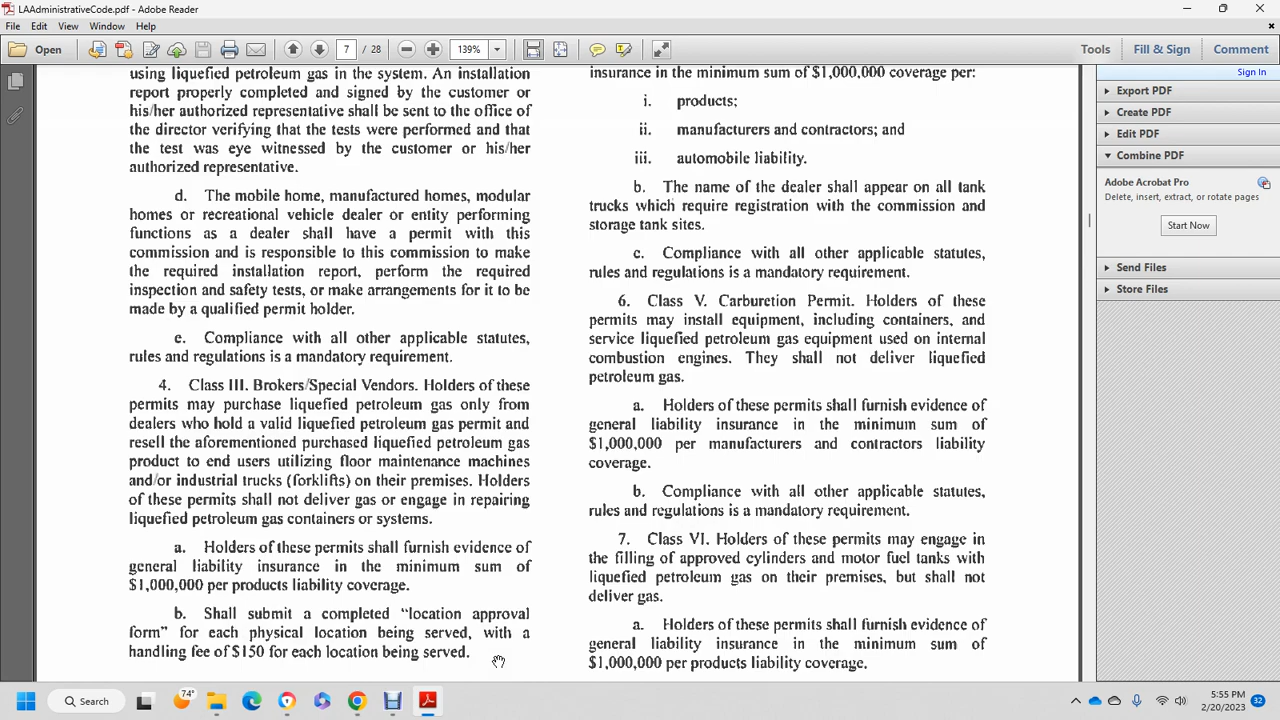 LAAdministrativeCode.pdf - Adobe Reader
File Edit View Window Help
Open 7 / 28 139% Tools Fill & Sign Comment
using liquefied petroleum gas in the system. An installation
report properly completed and signed by the customer or
his/her authorized representative shall be sent to the office of
the director verifying that the tests were performed and that
the test was eye witnessed by the customer or his/her
authorized representative.
d. The mobile home, manufactured homes, modular
homes or recreational vehicle dealer or entity performing
functions as a dealer shall have a permit with this
commission and is responsible to this commission to make
the required installation report, perform the required
inspection and safety tests, or make arrangements for it to be
made by a qualified permit holder.
e. Compliance with all other applicable statutes,
rules and regulations is a mandatory requirement.
4. Class III. Brokers/Special Vendors. Holders of these
permits may purchase liquefied petroleum gas only from
dealers who hold a valid liquefied petroleum gas permit and
resell the aforementioned purchased liquefied petroleum gas
product to end users utilizing floor maintenance machines
and/or industrial trucks (forklifts) on their premises. Holders
of these permits shall not deliver gas or engage in repairing
liquefied petroleum gas containers or systems.
a. Holders of these permits shall furnish evidence of
general liability insurance in the minimum sum of
$1,000,000 per products liability coverage.
b. Shall submit a completed “location approval
form” for each physical location being served, with a
handling fee of $150 for each location being served.
insurance in the minimum sum of $1,000,000 coverage per:
i. products;
ii. manufacturers and contractors; and
iii. automobile liability.
b. The name of the dealer shall appear on all tank
trucks which require registration with the commission and
storage tank sites.
c. Compliance with all other applicable statutes,
rules and regulations is a mandatory requirement.
6. Class V. Carburetion Permit. Holders of these
permits may install equipment, including containers, and
service liquefied petroleum gas equipment used on internal
combustion engines. They shall not deliver liquefied
petroleum gas.
a. Holders of these permits shall furnish evidence of
general liability insurance in the minimum sum of
$1,000,000 per manufacturers and contractors liability
coverage.
b. Compliance with all other applicable statutes,
rules and regulations is a mandatory requirement.
7. Class VI. Holders of these permits may engage in
the filling of approved cylinders and motor fuel tanks with
liquefied petroleum gas on their premises, but shall not
deliver gas.
a. Holders of these permits shall furnish evidence of
general liability insurance in the minimum sum of
$1,000,000 per products liability coverage.
Sign In
Export PDF
Create PDF
Edit PDF
Combine PDF
Adobe Acrobat Pro
Delete, insert, extract, or rotate pages
Start Now
Send Files
Store Files
Search
74°
5:55 PM
2/20/2023
32